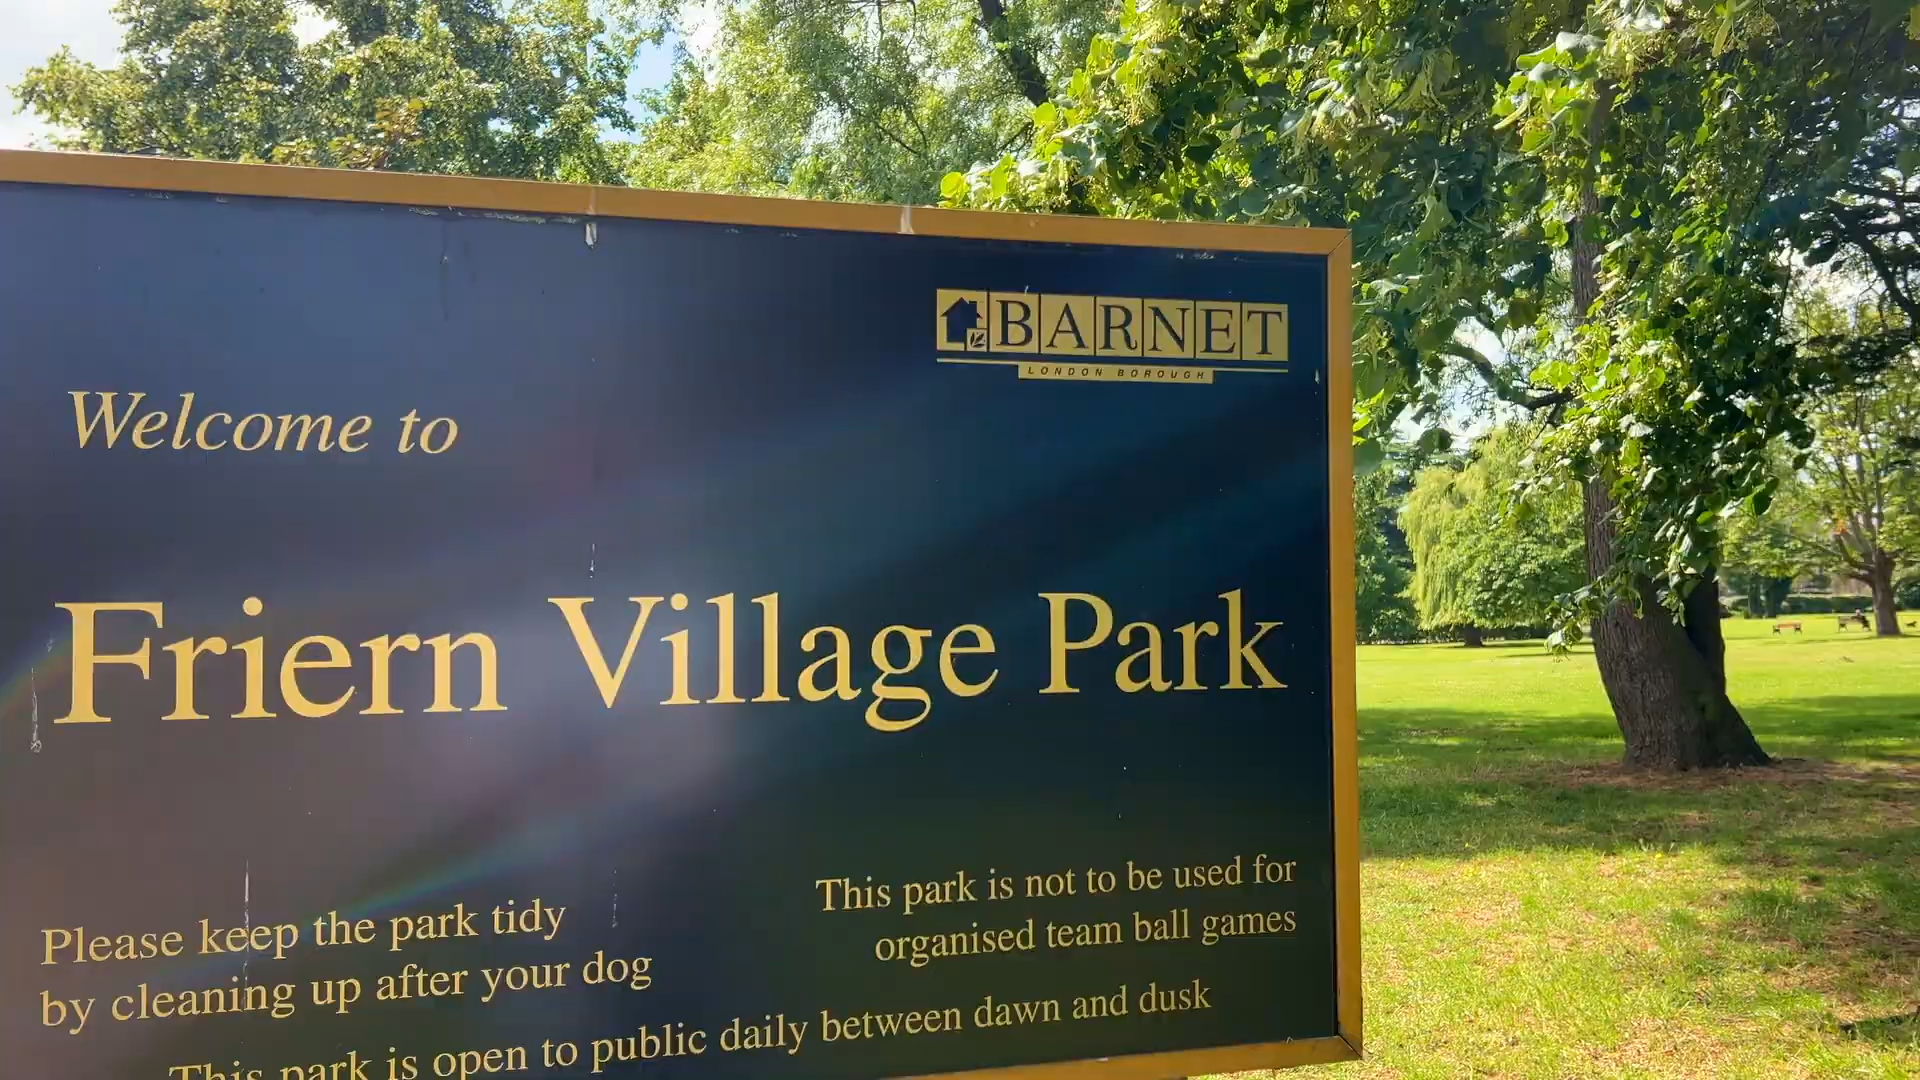 BARNET
LONDON BOROUGH
Welcome to
Friern Village Park
Please keep the park tidy
by cleaning up after your dog
This park is not to be used for
organised team ball games
This park is open to public daily between dawn and dusk